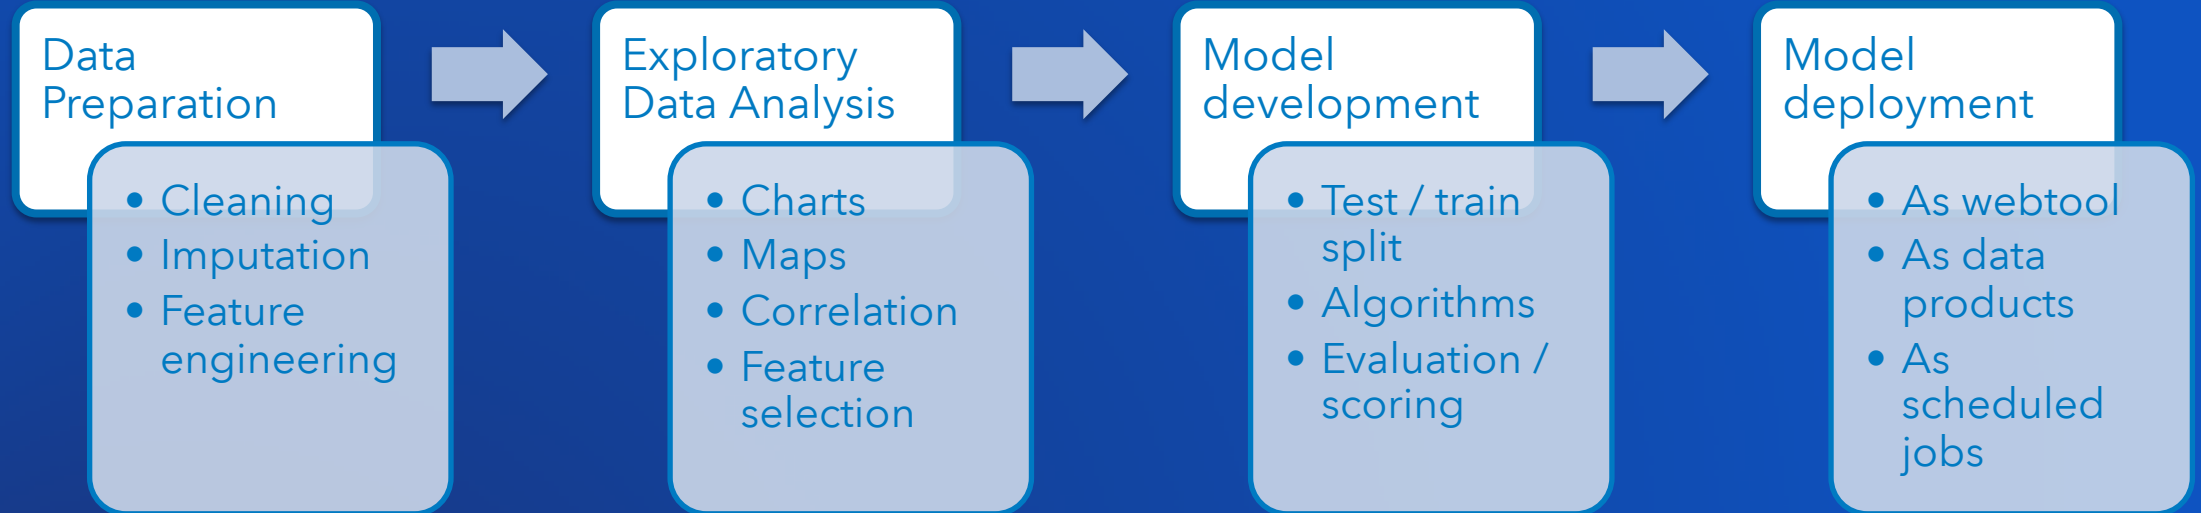 Data
Preparation
• Cleaning
• Imputation
• Feature
engineering
Exploratory
Data Analysis
• Charts
• Maps
• Correlation
• Feature
selection
Model
development
• Test / train
split
• Algorithms
• Evaluation /
scoring
Model
deployment
• As webtool
• As data
products
• As
scheduled
jobs